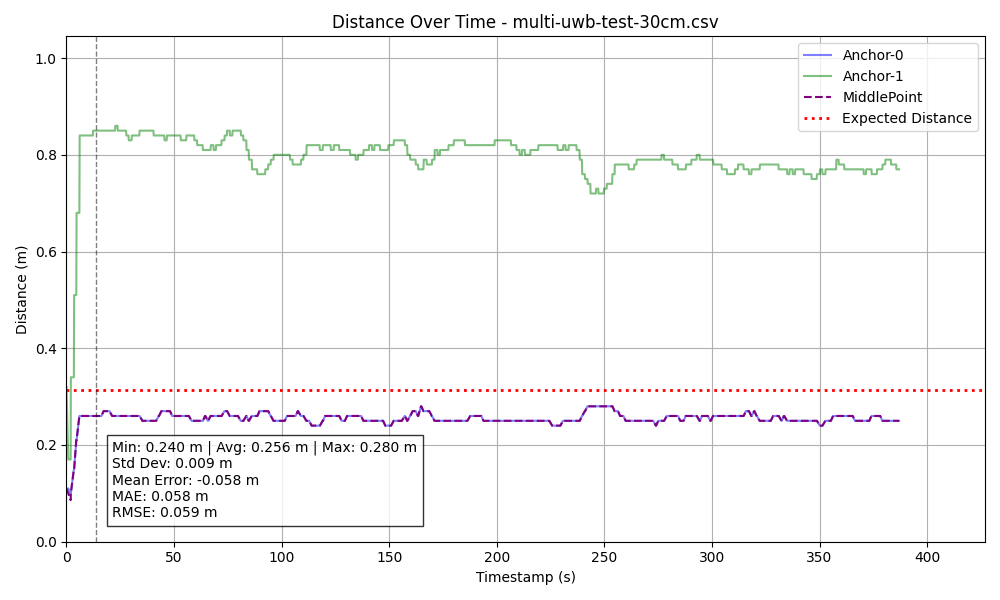 Distance Over Time - multi-uwb-test-30cm.csv
Anchor-0
Anchor-1
MiddlePoint
Expected Distance
Distance (m)
1.0
0.8
0.6
0.4
0.2
0.0
Min: 0.240 m | Avg: 0.256 m | Max: 0.280 m
Std Dev: 0.009 m
Mean Error: -0.058 m
MAE: 0.058 m
RMSE: 0.059 m
0 50 100 150 200 250 300 350 400
Timestamp (s)